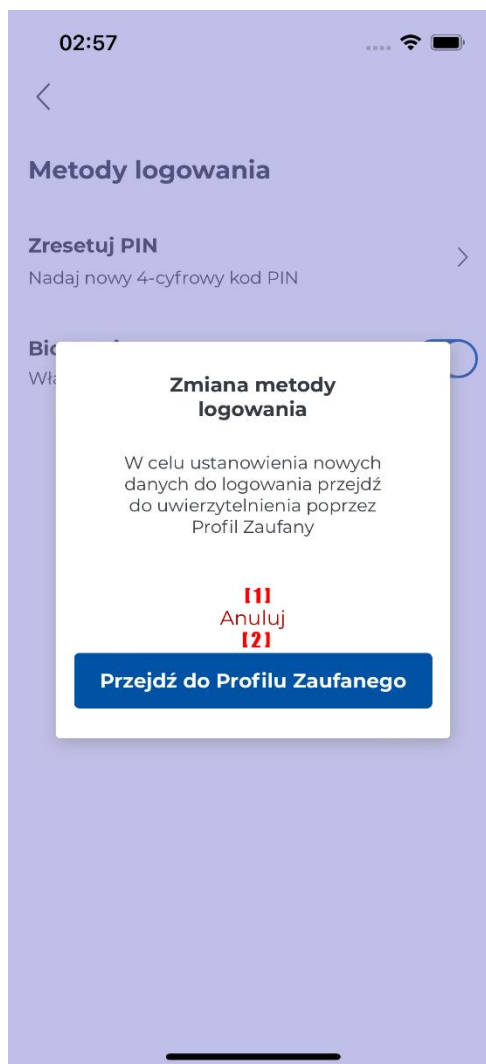 02:57
Metody logowania
Zresetuj PIN
Nadaj nowy 4-cyfrowy kod PIN
Zmiana metody
logowania
W celu ustanowienia nowych
danych do logowania przejdź
do uwierzytelnienia poprzez
Profil Zaufany
[1]
Anuluj
[2]
Przejdź do Profilu Zaufanego